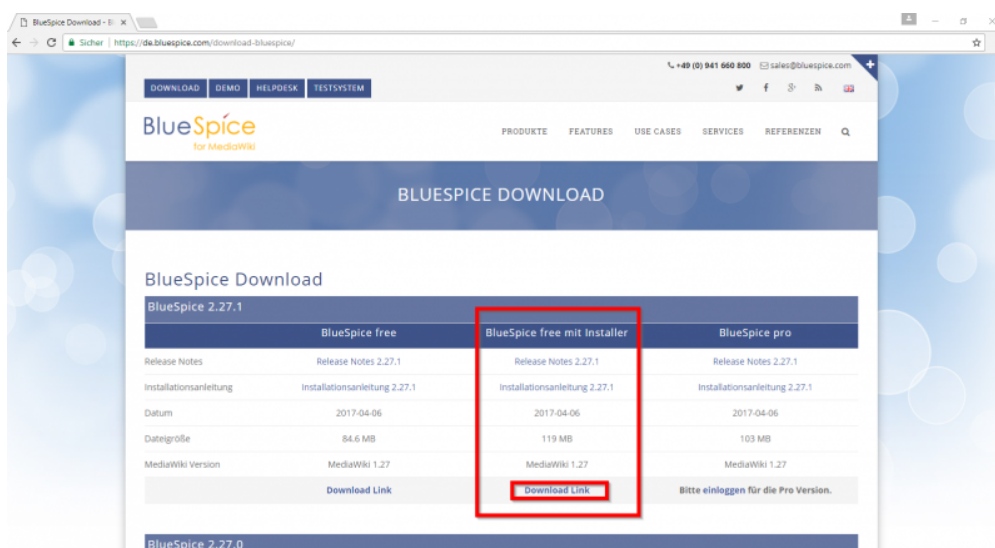 BlueSpice Download - Bl
Sicher | https://de.bluespice.com/download-bluespice/
+49 (0) 941 660 800 sales@bluespice.com
DOWNLOAD DEMO HELPDESK TESTSYSTEM
BlueSpice
for MediaWiki
PRODUKTE FEATURES USE CASES SERVICES REFERENZEN
BLUESPICE DOWNLOAD
BlueSpice Download
BlueSpice 2.27.1
BlueSpice free BlueSpice free mit Installer BlueSpice pro
Release Notes Release Notes 2.27.1 Release Notes 2.27.1 Release Notes 2.27.1
Installationsanleitung Installationsanleitung 2.27.1 Installationsanleitung 2.27.1 Installationsanleitung 2.27.1
Datum 2017-04-06 2017-04-06 2017-04-06
Dateigröße 84.6 MB 119 MB 103 MB
MediaWiki Version MediaWiki 1.27 MediaWiki 1.27 MediaWiki 1.27
Download Link Download Link Bitte einloggen für die Pro Version.
BlueSpice 2.27.0